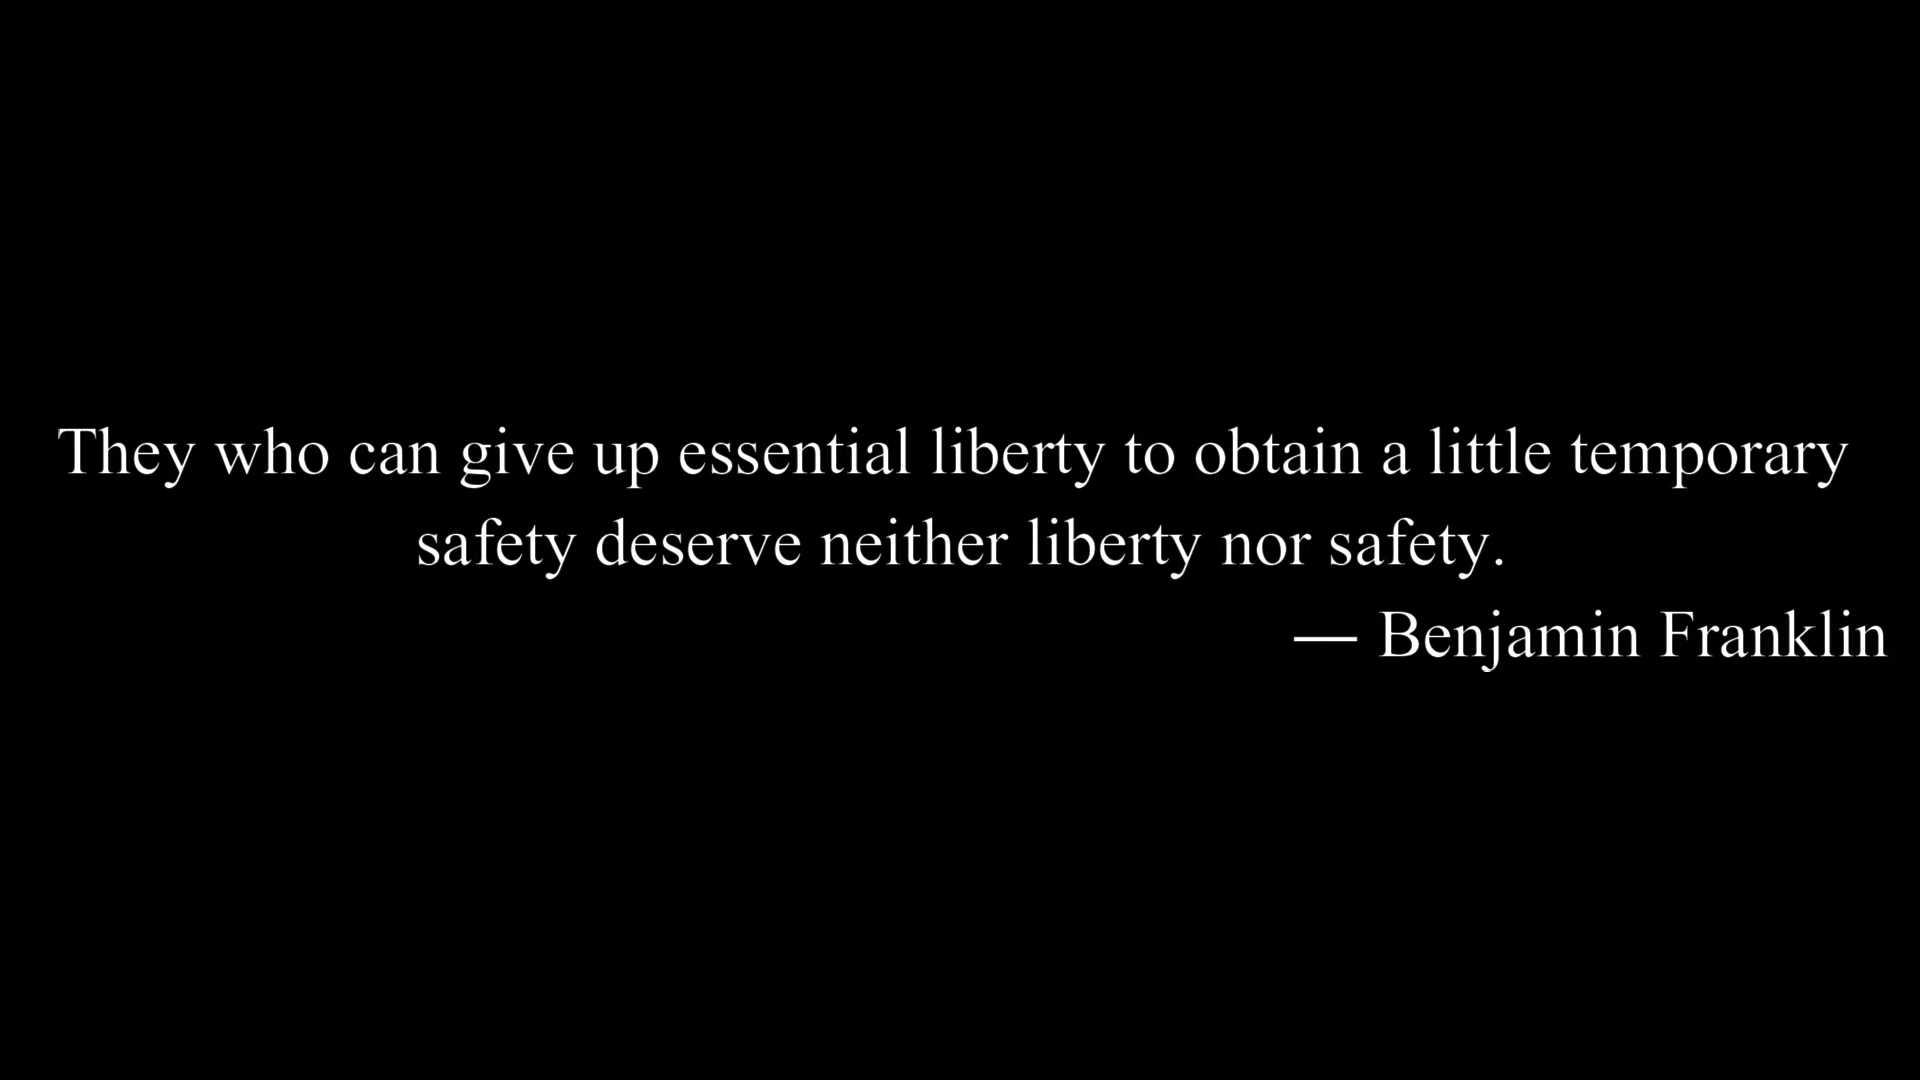 They who can give up essential liberty to obtain a little temporary
safety deserve neither liberty nor safety.
— Benjamin Franklin